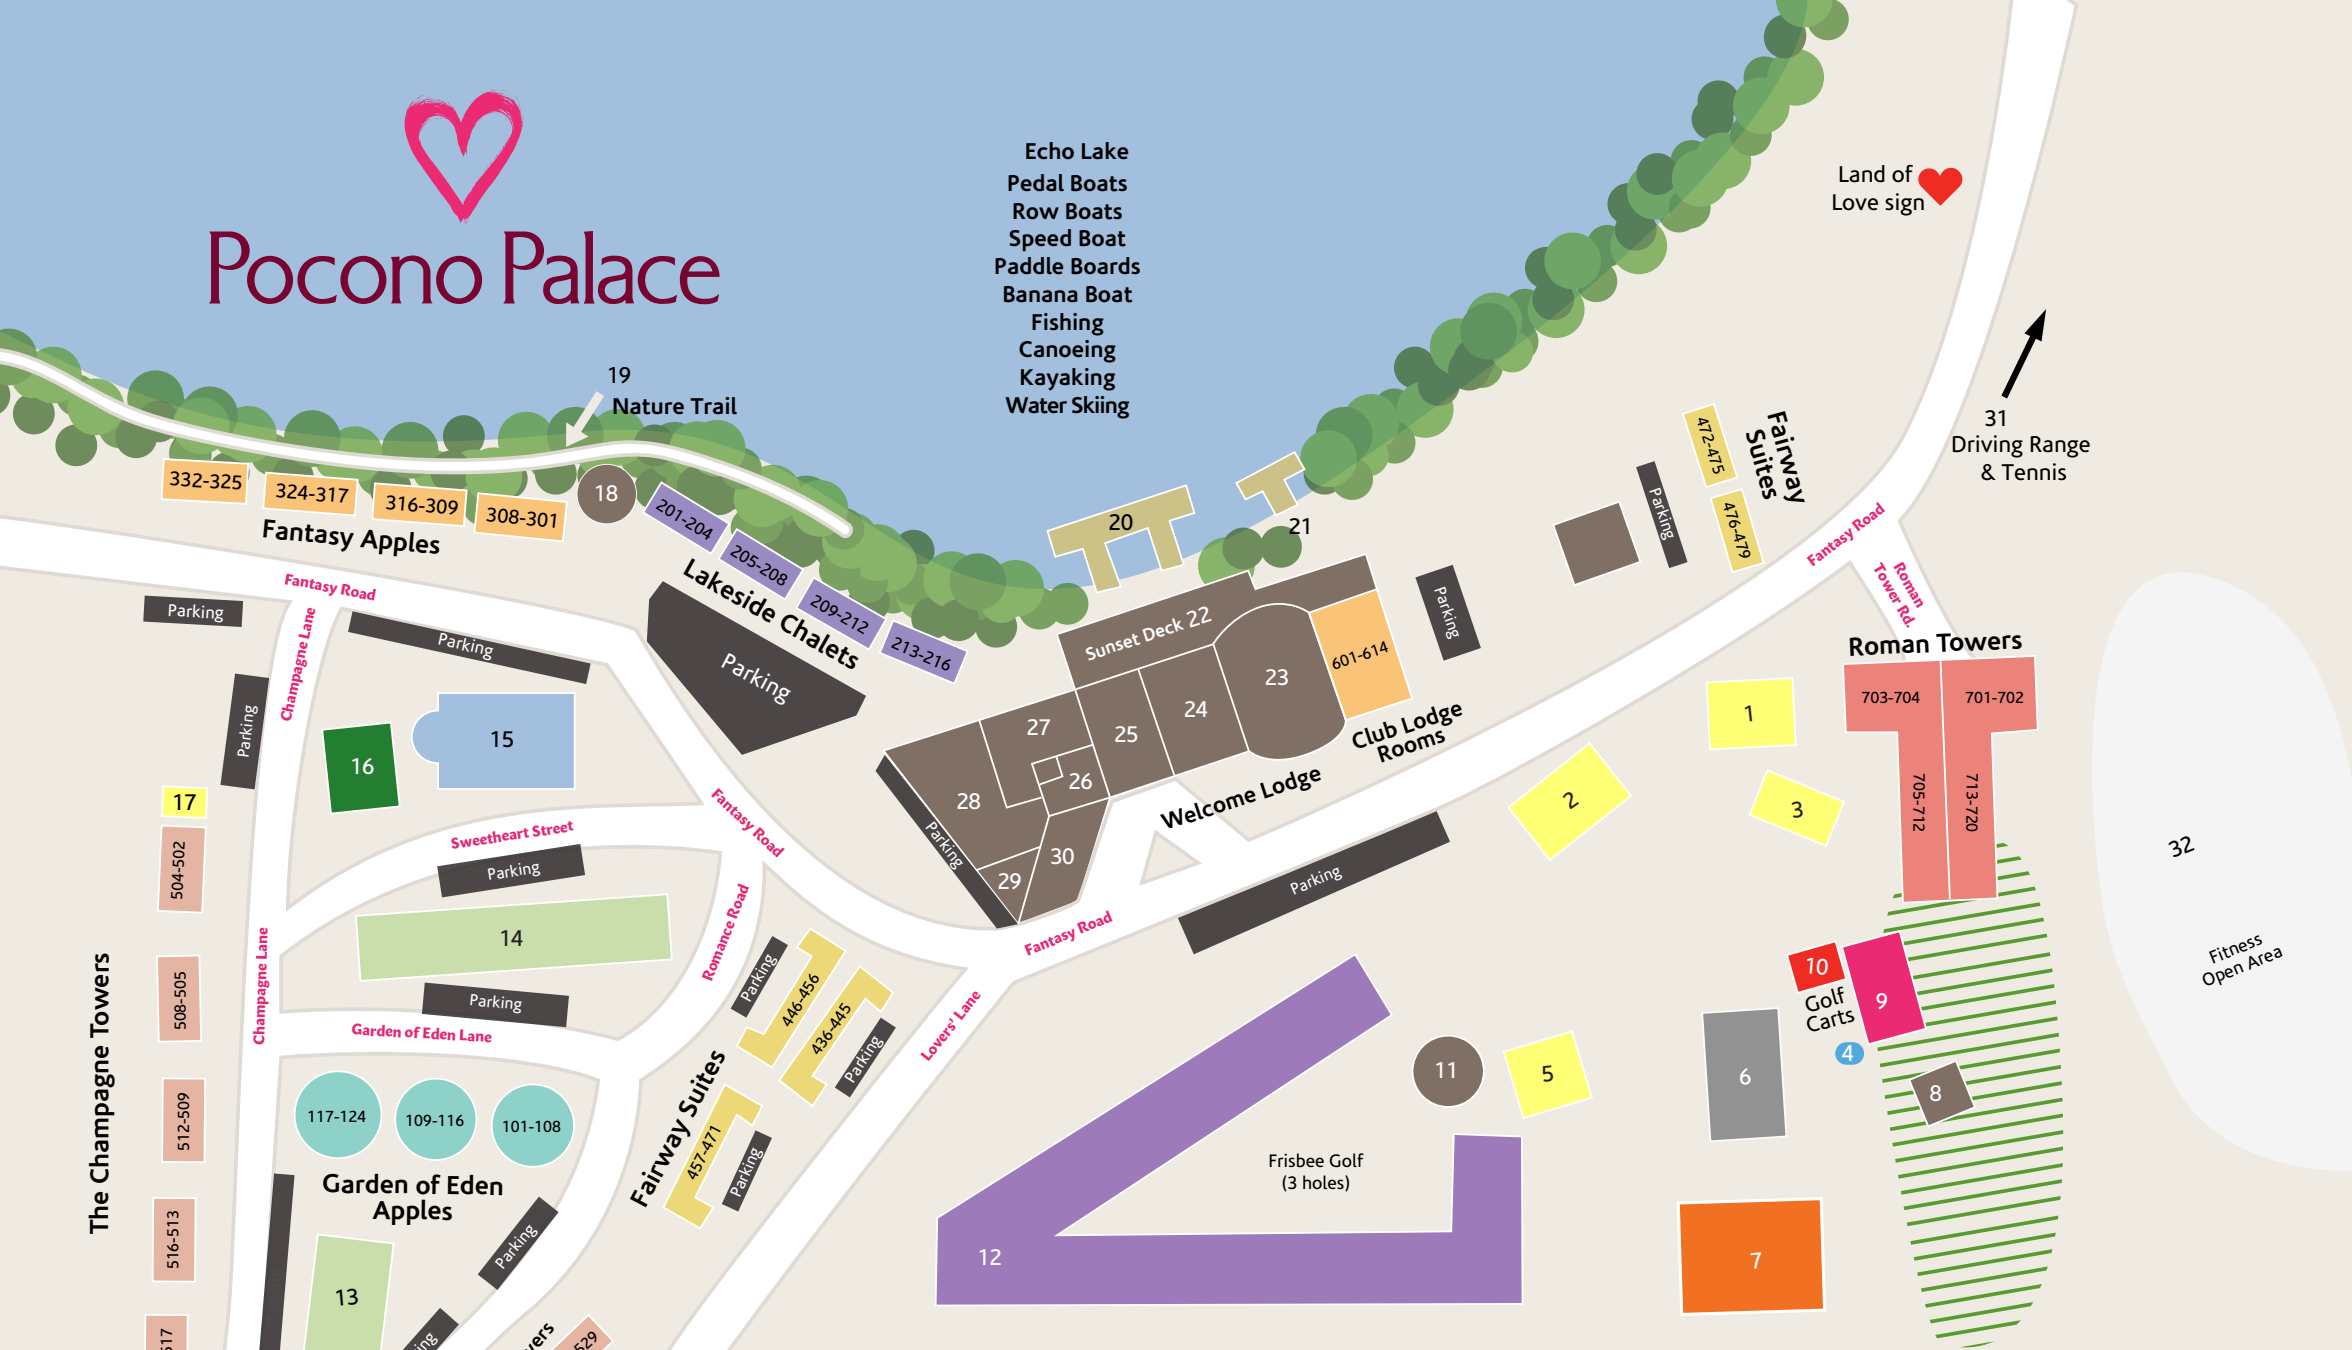 Pocono Palace
Echo Lake
Pedal Boats
Row Boats
Speed Boat
Paddle Boards
Banana Boat
Fishing
Canoeing
Kayaking
Water Skiing
Land of
Love sign
19
Nature Trail
31
Driving Range
& Tennis
332-325
324-317
316-309
308-301
Fantasy Apples
18
201-204
205-208
209-212
213-216
Lakeside Chalets
20
21
472-475
476-479
Fairway
Suites
Parking
Fantasy Road
Roman
Tower Rd.
Roman Towers
703-704
701-702
705-712
713-720
Fantasy Road
Parking
Champagne Lane
Parking
Parking
Parking
Sunset Deck 22
23
601-614
Parking
24
25
26
27
28
29
30
Parking
Club Lodge
Rooms
Welcome Lodge
16
15
17
504-502
Sweetheart Street
Parking
Fantasy Road
1
2
3
Parking
Fantasy Road
32
Fitness
Open Area
14
Parking
Romance Road
Champagne Lane
508-505
The Champagne Towers
Garden of Eden Lane
Parking
446-456
436-445
Parking
Lovers' Lane
10
Golf
Carts
9
4
8
6
5
11
7
12
Frisbee Golf
(3 holes)
117-124
109-116
101-108
Garden of Eden
Apples
512-509
516-513
Fairway Suites
457-471
Parking
Parking
13
529